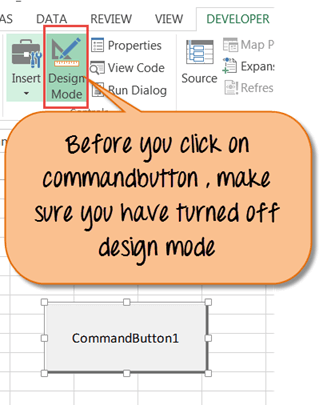 AS DATA REVIEW VIEW DEVELOPER
Insert
Design
Mode
Properties
View Code
Run Dialog
Source
Map P
Expans
Refres
Before you click on
commandbutton , make
sure you have turned off
design mode
CommandButton1